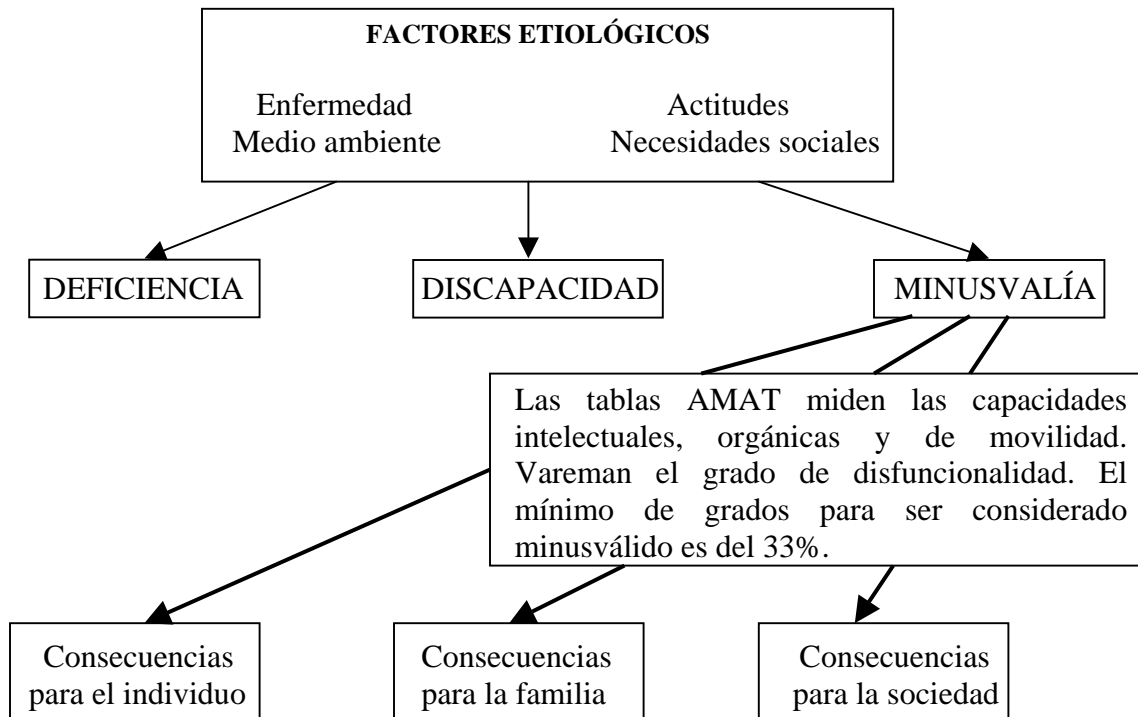 FACTORES ETIOLÓGICOS
Enfermedad Actitudes
Medio ambiente Necesidades sociales
DEFICIENCIA DISCAPACIDAD MINUSVALÍA
Las tablas AMAT miden las capacidades
intelectuales, orgánicas y de movilidad.
Vareman el grado de disfuncionalidad. El
mínimo de grados para ser considerado
minusválido es del 33%.
Consecuencias Consecuencias Consecuencias
para el individuo para la familia para la sociedad